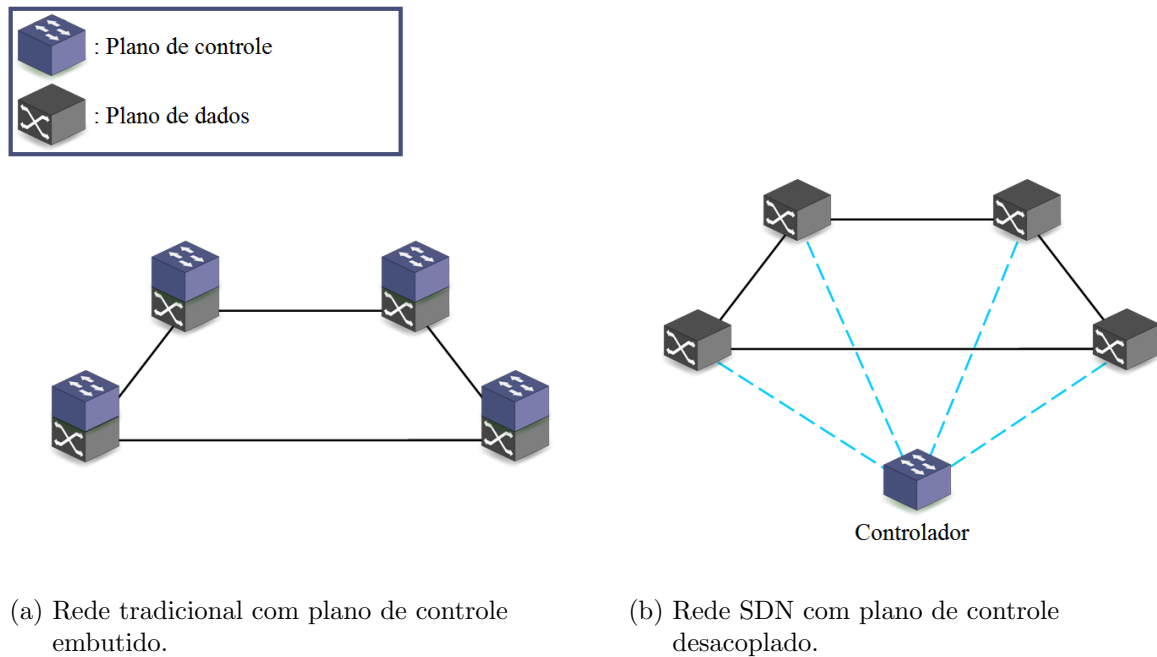 : Plano de controle
: Plano de dados
Controlador
(a) Rede tradicional com plano de controle
embutido.
(b) Rede SDN com plano de controle
desacoplado.